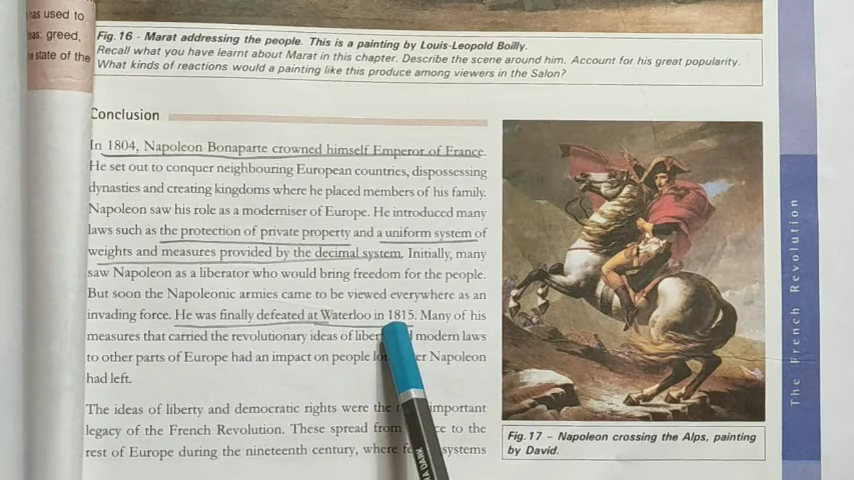 has used to
greed,
state of the
Fig.16 – Marat addressing the people. This is a painting by Louis-Leopold Boilly.
Recall what you have learnt about Marat in this chapter. Describe the scene around him. Account for his great popularity.
What kinds of reactions would a painting like this produce among viewers in the Salon?
Conclusion
In 1804, Napoleon Bonaparte crowned himself Emperor of France.
He set out to conquer neighbouring European countries, dispossessing
dynasties and creating kingdoms where he placed members of his family.
Napoleon saw his role as a moderniser of Europe. He introduced many
laws such as the protection of private property and a uniform system of
weights and measures provided by the decimal system. Initially, many
saw Napoleon as a liberator who would bring freedom for the people.
But soon the Napoleonic armies came to be viewed everywhere as an
invading force. He was finally defeated at Waterloo in 1815. Many of his
measures that carried the revolutionary ideas of modern laws
to other parts of Europe had an impact on people Napoleon
had left.
The ideas of liberty and democratic rights were the important
legacy of the French Revolution. These spread from to the
rest of Europe during the nineteenth century, where systems
Fig.17 – Napoleon crossing the Alps, painting
by David.
The French Revolution
A DARK